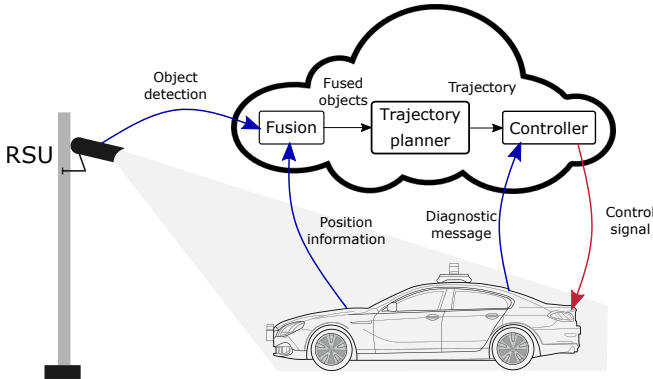 Object
detection
Fused
objects
Trajectory
Fusion
Trajectory
planner
Controller
RSU
Position
information
Diagnostic
message
Control
signal